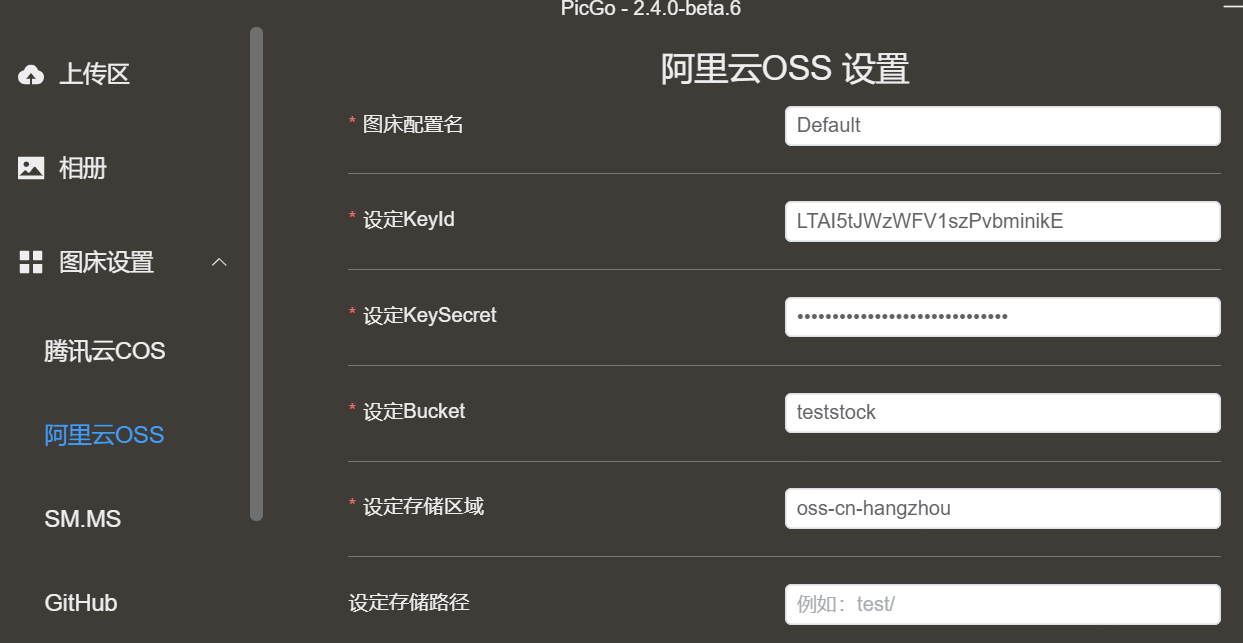 PicGo - 2.4.0-beta.6
上传区
相册
图床设置
腾讯云COS
阿里云OSS
SM.MS
GitHub
阿里云OSS 设置
* 图床配置名
Default
* 设定KeyId
LTAI5tJWzWFV1szPvbminikE
* 设定KeySecret
••••••••••••••••••••••••••••••
* 设定Bucket
teststock
* 设定存储区域
oss-cn-hangzhou
设定存储路径
例如：test/